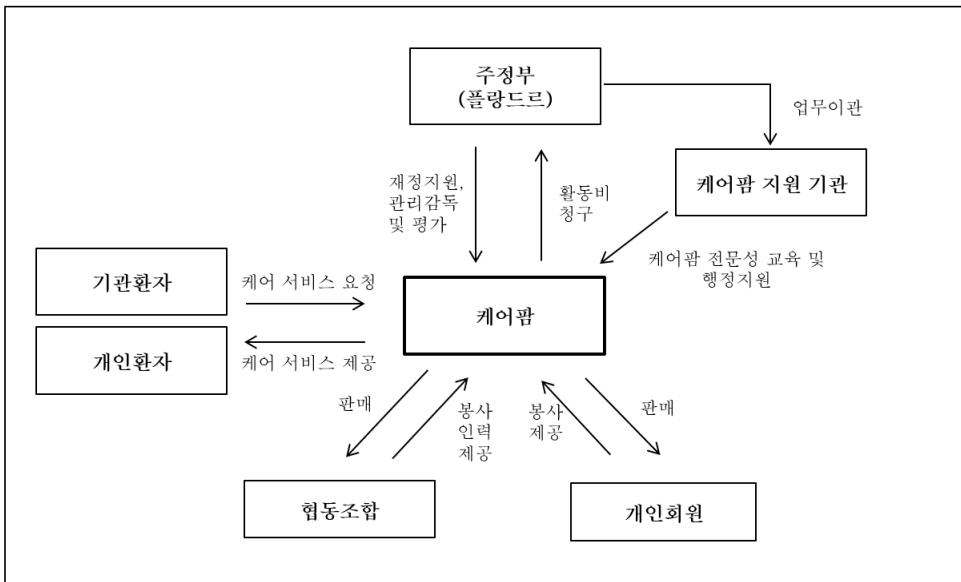 주정부
(플랑드르)
업무이관
케어팜 지원 기관
재정지원,
관리감독
및 평가
활동비
청구
케어팜 전문성 교육 및
행정지원
기관환자
케어 서비스 요청
케어팜
개인환자
케어 서비스 제공
판매
봉사
인력
제공
봉사
제공
판매
협동조합
개인회원